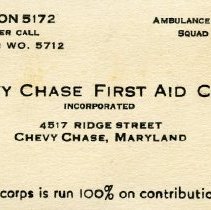 ON 5172
ER CALL
N WO. 5712
AMBULANCE
SQUAD
Y CHASE FIRST AID C
INCORPORATED
4517 RIDGE STREET
CHEVY CHASE, MARYLAND
corps is run 100% on contribution